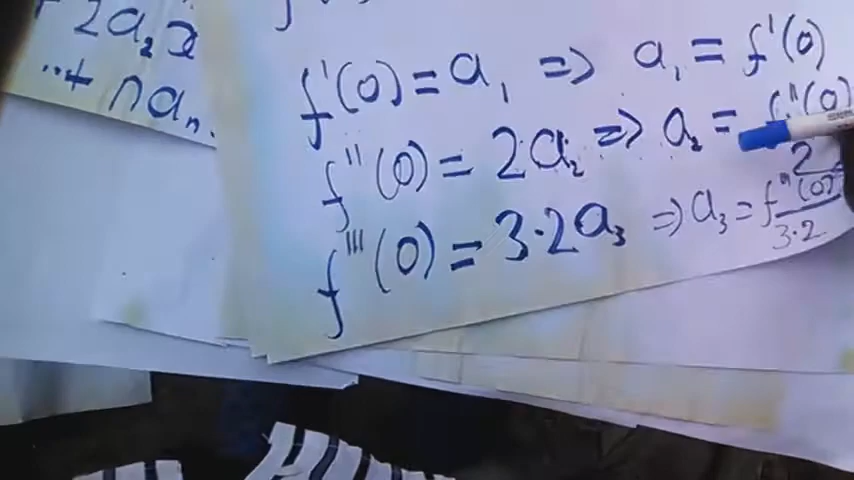 + 2a₂x
...+ naₙ
f'(0) = a₁ => a₁ = f'(0)
f''(0) = 2a₂ => a₂ = f''(0)/2
f'''(0) = 3·2a₃ => a₃ = f'''(0)/3·2